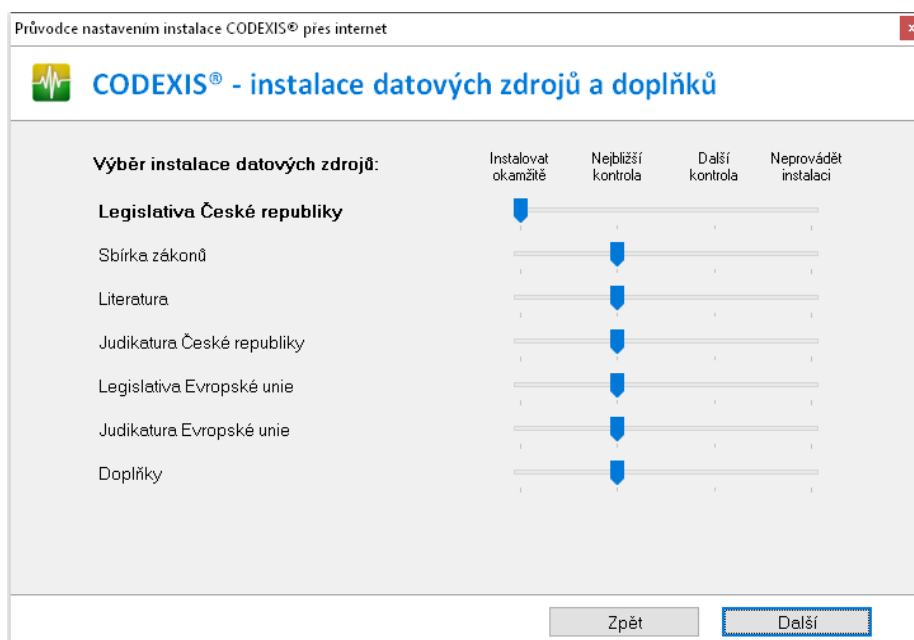 Průvodce nastavením instalace CODEXIS® přes internet
CODEXIS® - instalace datových zdrojů a doplňků
Výběr instalace datových zdrojů:
Instalovat okamžitě
Nejbližší kontrola
Další kontrola
Neprovádět instalaci
Legislativa České republiky
Sbírka zákonů
Literatura
Judikatura České republiky
Legislativa Evropské unie
Judikatura Evropské unie
Doplňky
Zpět
Další